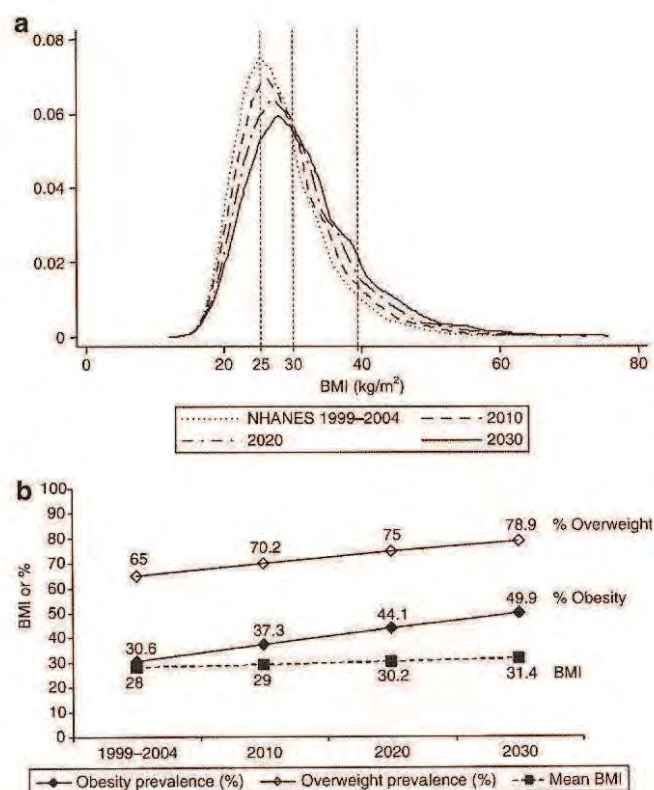 a
0.08
0.06
0.04
0.02
0
0 20 25 30 40 60 80
BMI (kg/m²)
NHANES 1999–2004 2010
2020 2030
b
100
90
80
70
60
50
40
30
20
10
0
BMI or %
65 70.2 75 78.9 % Overweight
30.6 37.3 44.1 49.9 % Obesity
28 29 30.2 31.4 BMI
1999–2004 2010 2020 2030
Obesity prevalence (%) Overweight prevalence (%) Mean BMI